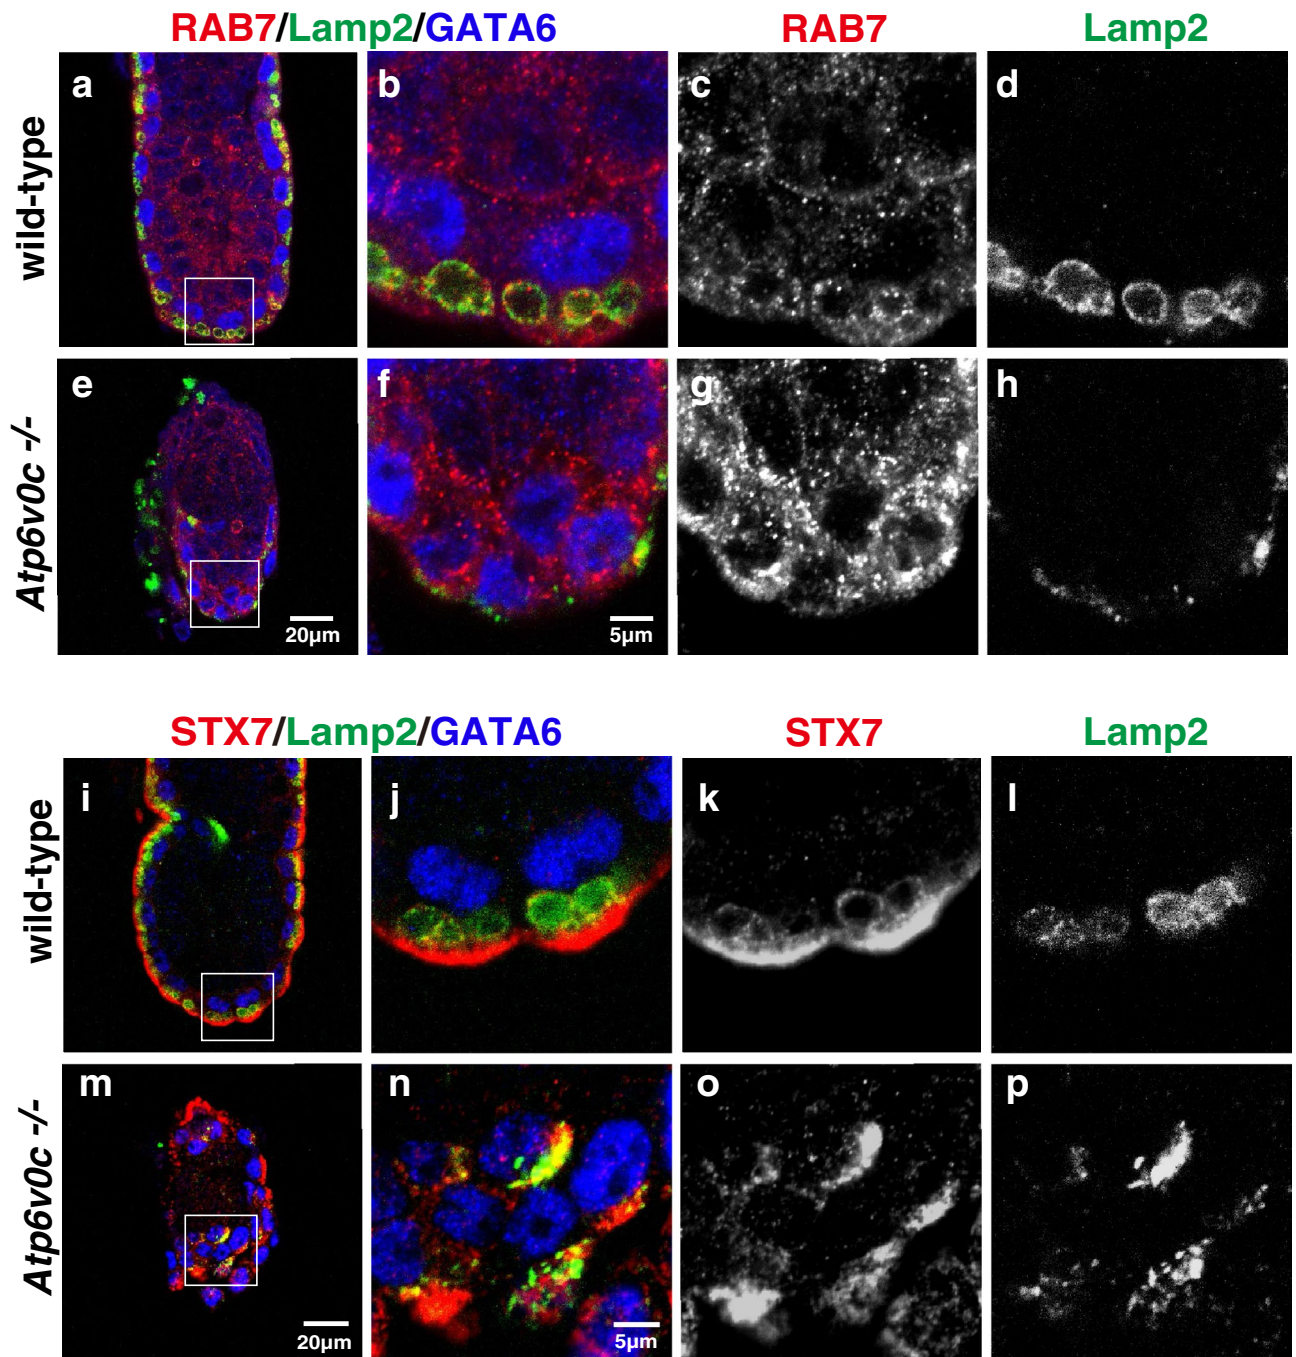 RAB7/Lamp2/GATA6 RAB7 Lamp2
wild-type
a b c d
Atp6v0c -/-
e f g h
20μm 5μm
STX7/Lamp2/GATA6 STX7 Lamp2
wild-type
i j k l
Atp6v0c -/-
m n o p
20μm 5μm